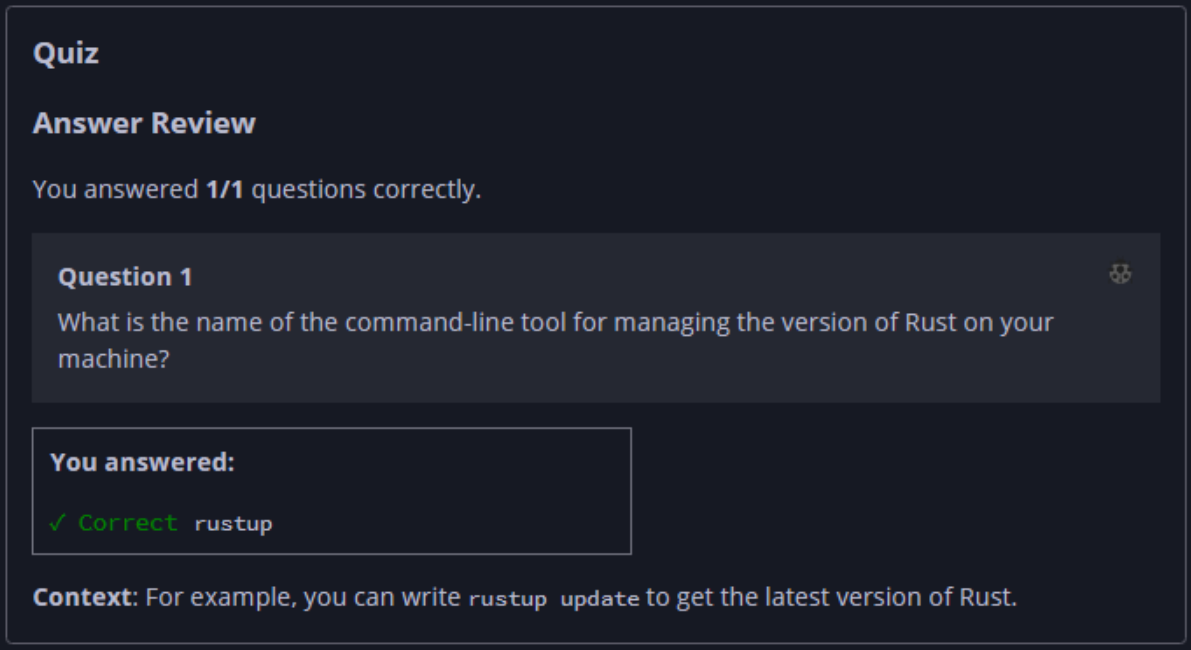 Quiz
Answer Review
You answered 1/1 questions correctly.
Question 1
What is the name of the command-line tool for managing the version of Rust on your
machine?
You answered:
✓ Correct rustup
Context: For example, you can write rustup update to get the latest version of Rust.